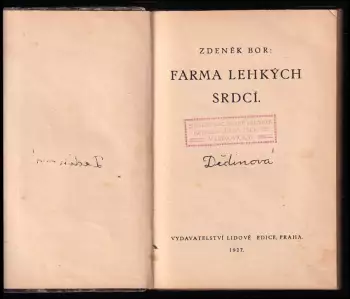 ZDENĚK BOR:
FARMA LEHKÝCH
SRDCÍ.
Dědinová
VYDAVATELSTVÍ LIDOVÉ EDICE, PRAHA.
1927.